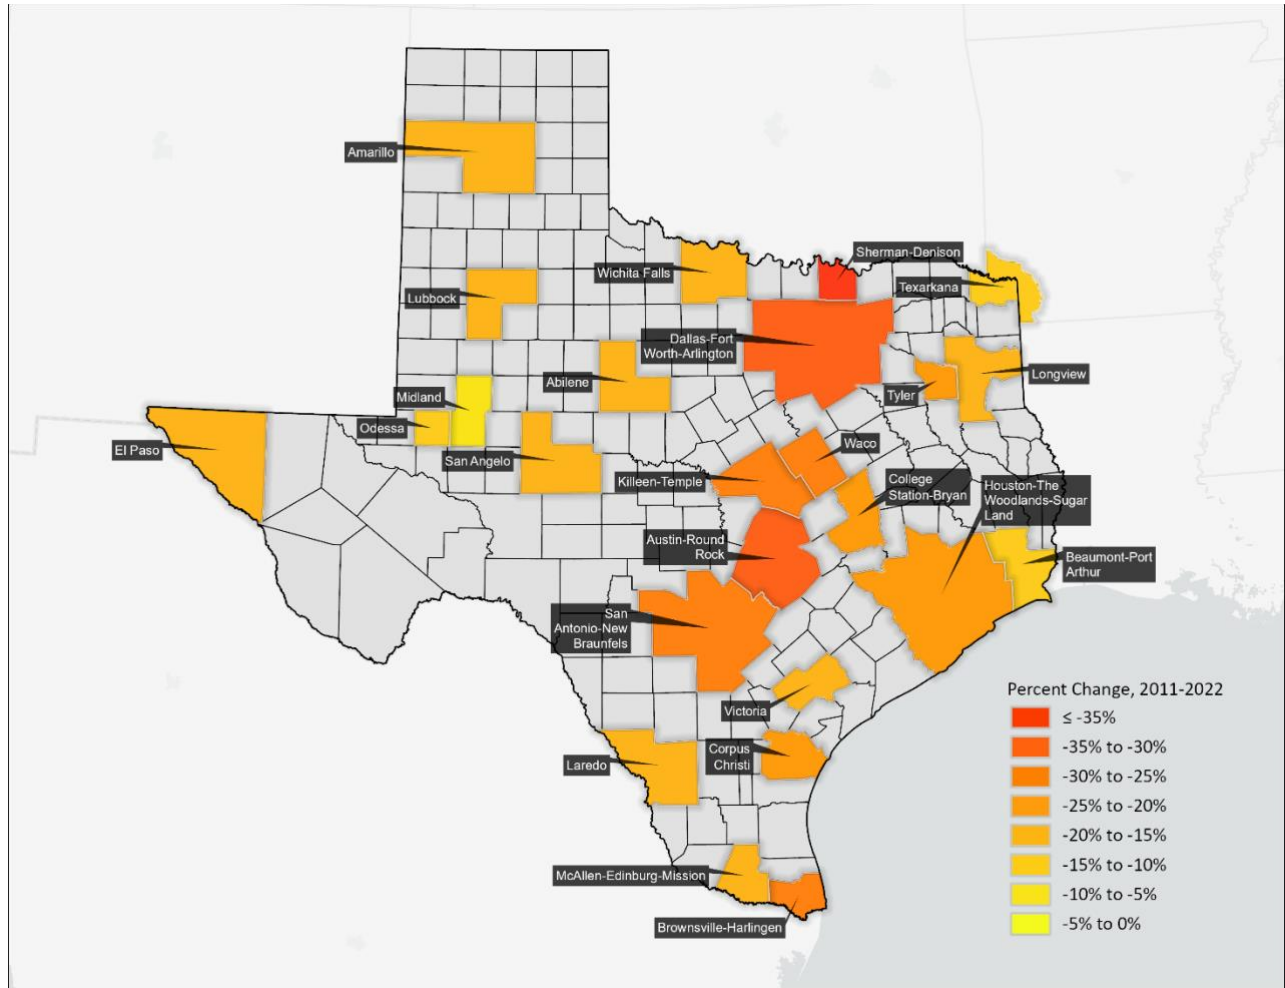 Amarillo
Sherman-Denison
Wichita Falls
Texarkana
Lubbock
Dallas-Fort
Worth-Arlington
Longview
Abilene
Tyler
Midland
Odessa
El Paso
San Angelo
Waco
Killeen-Temple
College
Station-Bryan
Houston-The
Woodlands-Sugar
Land
Austin-Round
Rock
Beaumont-Port
Arthur
San
Antonio-New
Braunfels
Victoria
Corpus
Christi
Laredo
McAllen-Edinburg-Mission
Brownsville-Harlingen
Percent Change, 2011-2022
≤ -35%
-35% to -30%
-30% to -25%
-25% to -20%
-20% to -15%
-15% to -10%
-10% to -5%
-5% to 0%